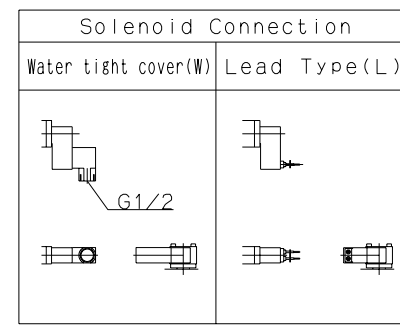 Solenoid Connection
Water tight cover(W) Lead Type(L)
G1/2